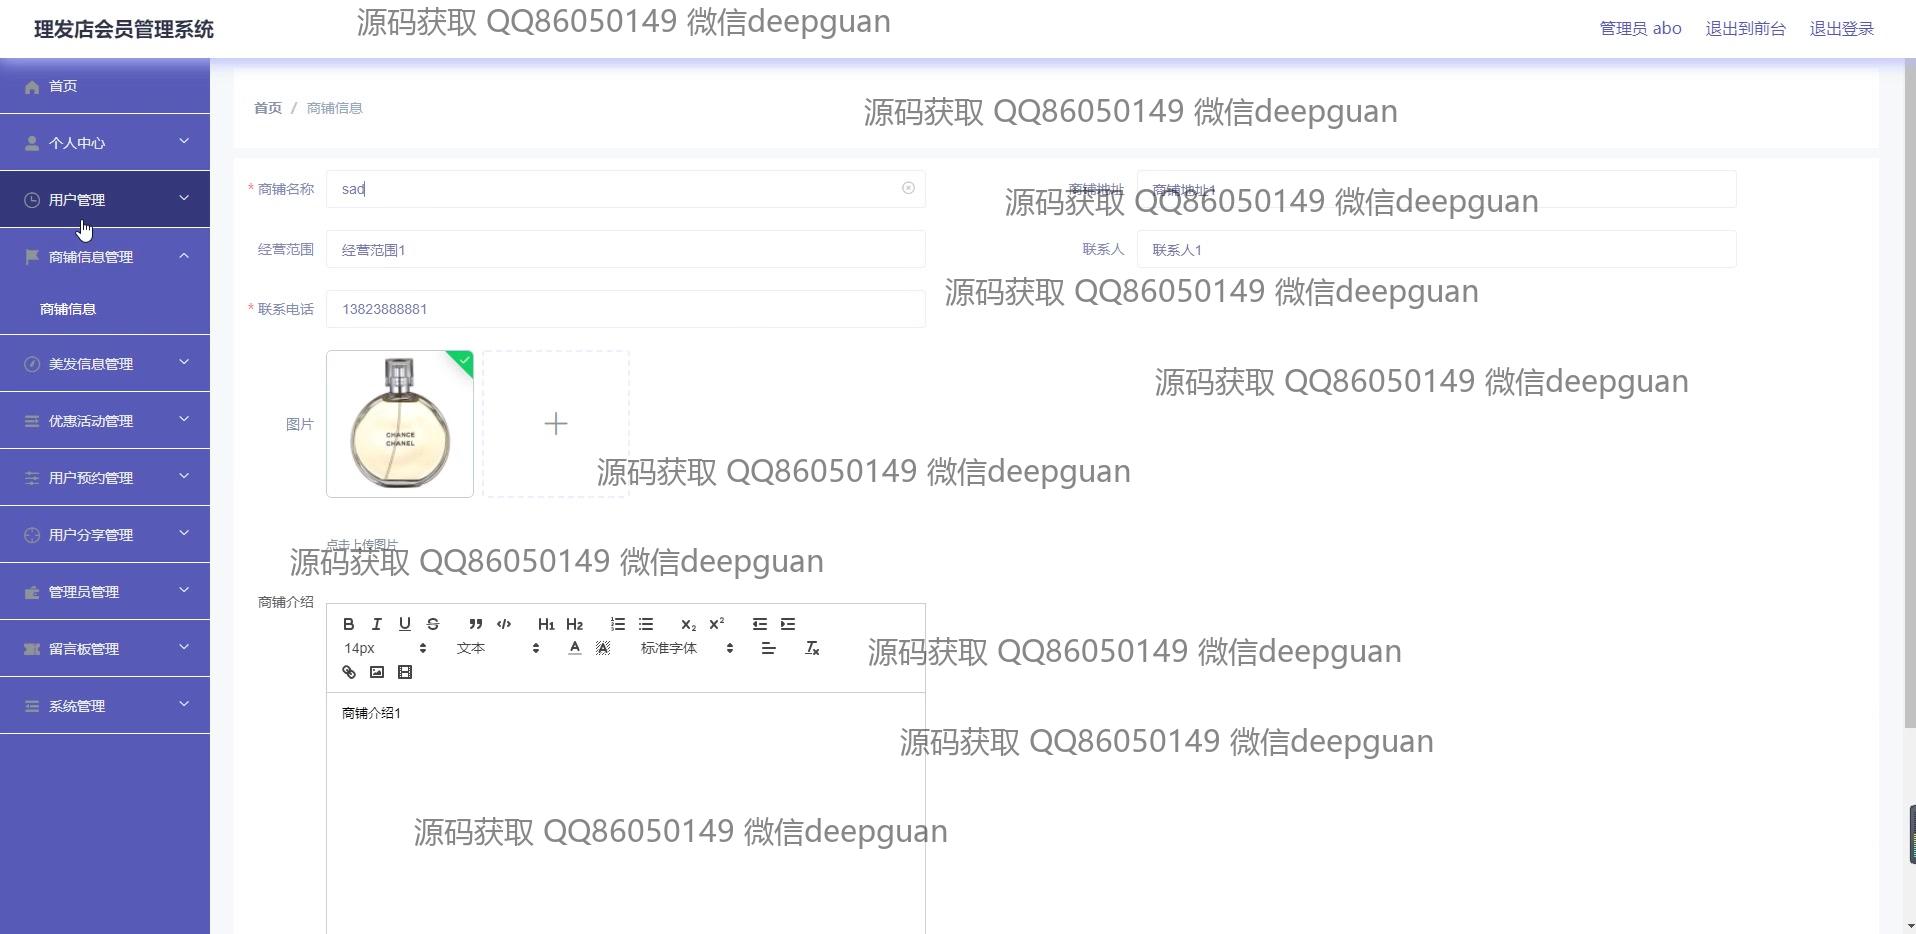 理发店会员管理系统
源码获取 QQ86050149 微信deepguan
管理员 abo 退出到前台 退出登录
首页
个人中心
用户管理
商铺信息管理
商铺信息
美发信息管理
优惠活动管理
用户预约管理
用户分享管理
管理员管理
留言板管理
系统管理
首页 / 商铺信息
源码获取 QQ86050149 微信deepguan
* 商铺名称 sad
商铺地址 商铺地址1
源码获取 QQ86050149 微信deepguan
经营范围 经营范围1
联系人 联系人1
源码获取 QQ86050149 微信deepguan
* 联系电话 13823888881
源码获取 QQ86050149 微信deepguan
图片
CHANCE
CHANEL
源码获取 QQ86050149 微信deepguan
点击上传图片
源码获取 QQ86050149 微信deepguan
商铺介绍
B I U S H1 H2 X2 X2
14px 文本 A A 标准字体 Tx
源码获取 QQ86050149 微信deepguan
商铺介绍1
源码获取 QQ86050149 微信deepguan
源码获取 QQ86050149 微信deepguan